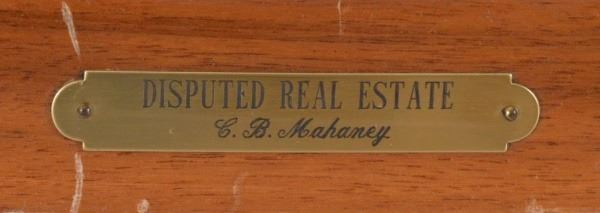 DISPUTED REAL ESTATE
C. B. Mahaney.